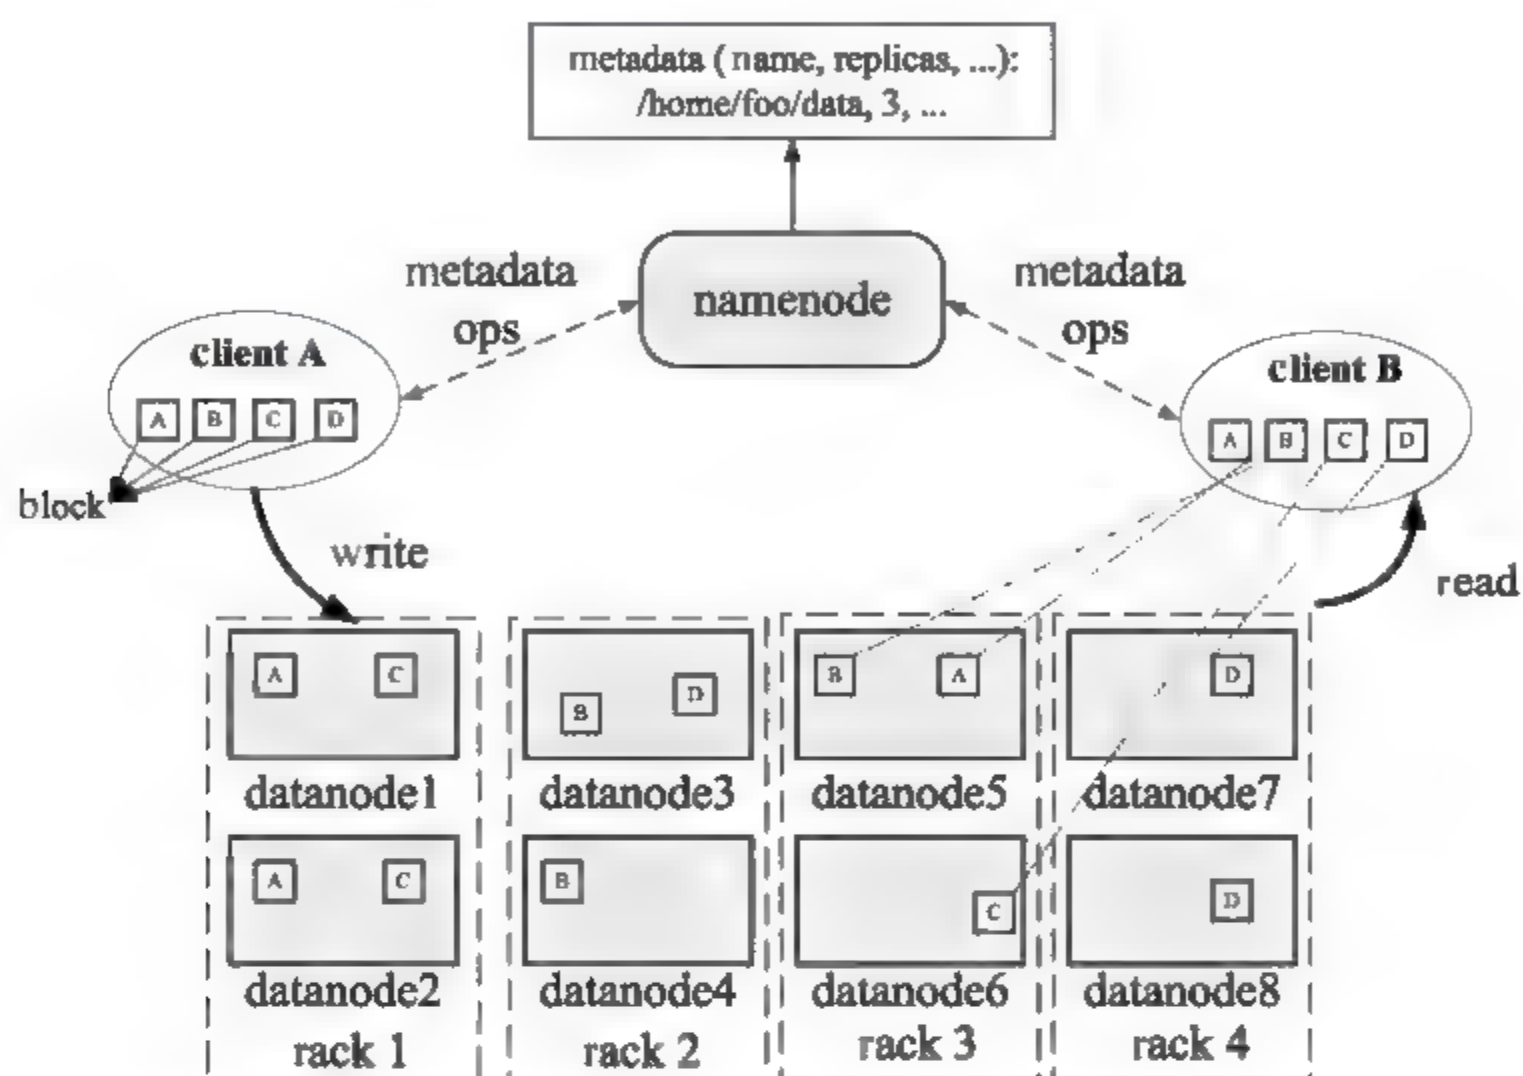 metadata (name, replicas, ...):
/home/foo/data, 3, ...
namenode
metadata
ops
metadata
ops
client A
A B C D
block
write
client B
A B C D
read
A C
B D
B A
D
datanode1 datanode3 datanode5 datanode7
A C
B
C
D
datanode2 datanode4 datanode6 datanode8
rack 1 rack 2 rack 3 rack 4